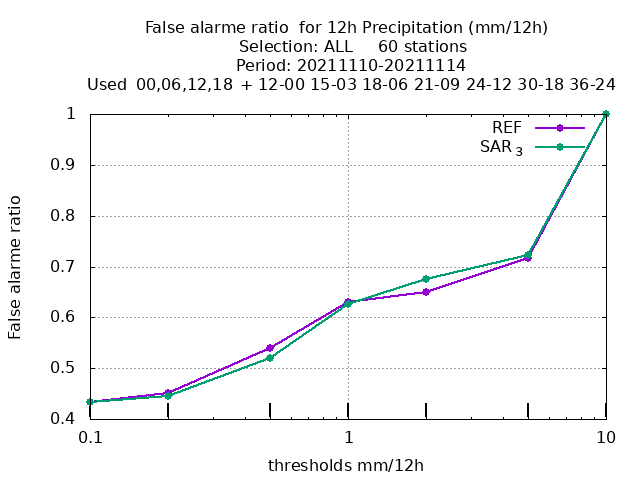 False alarme ratio  for 12h Precipitation (mm/12h)
Selection: ALL     60 stations
Period: 20211110-20211114
Used  00,06,12,18  + 12-00 15-03 18-06 21-09 24-12 30-18 36-24
REF
SAR 3
1
0.9
0.8
0.7
0.6
0.5
0.4
False alarme ratio
0.1
1
10
thresholds mm/12h